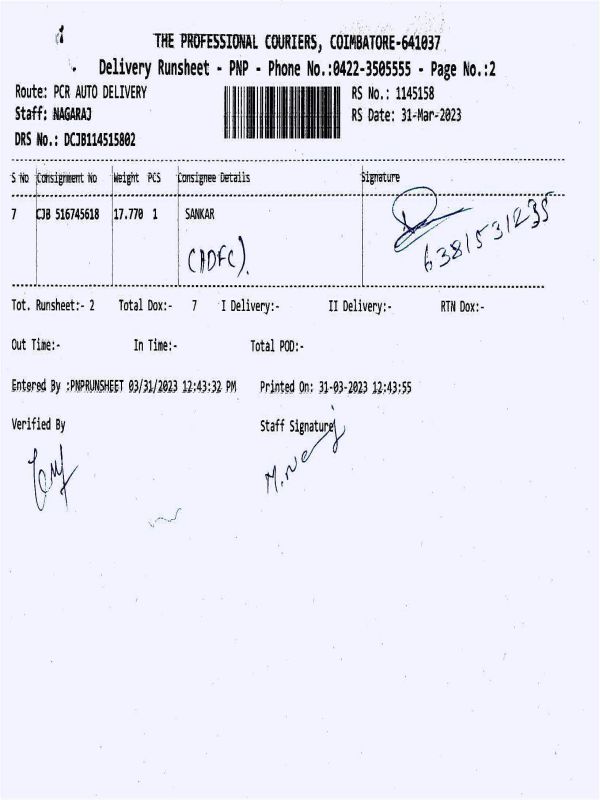 THE PROFESSIONAL COURIERS, COIMBATORE-641037
Delivery Runsheet - PNP - Phone No.:0422-3505555 - Page No.:2
Route: PCR AUTO DELIVERY
RS No.: 1145158
Staff: NAGARAJ
RS Date: 31-Mar-2023
DRS No.: DCJB114515802
S No Consignment No Weight PCS Consignee Details Signature
7 CJB 516745618 17.770 1 SANKAR
6381531235
Tot. Runsheet:- 2 Total Dox:- 7 I Delivery:- II Delivery:- RTN Dox:-
Out Time:- In Time:- Total POD:-
Entered By :PNPRUNSHEET 03/31/2023 12:43:32 PM Printed On: 31-03-2023 12:43:55
Verified By Staff Signature